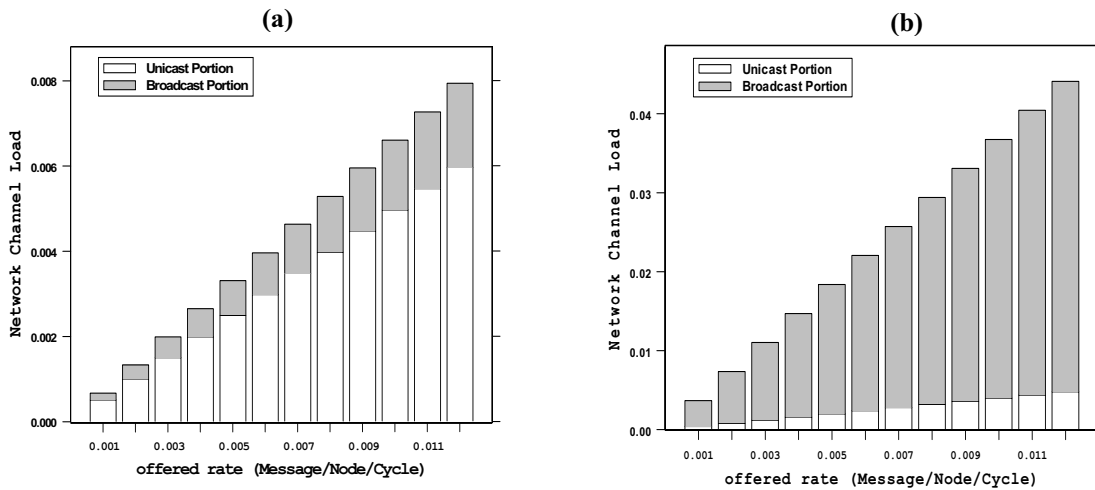 (a)
Unicast Portion
Broadcast Portion
0.008
0.006
0.004
0.002
0.000
Network Channel Load
0.001 0.003 0.005 0.007 0.009 0.011
offered rate (Message/Node/Cycle)
(b)
Unicast Portion
Broadcast Portion
0.04
0.03
0.02
0.01
0.00
Network Channel Load
0.001 0.003 0.005 0.007 0.009 0.011
offered rate (Message/Node/Cycle)